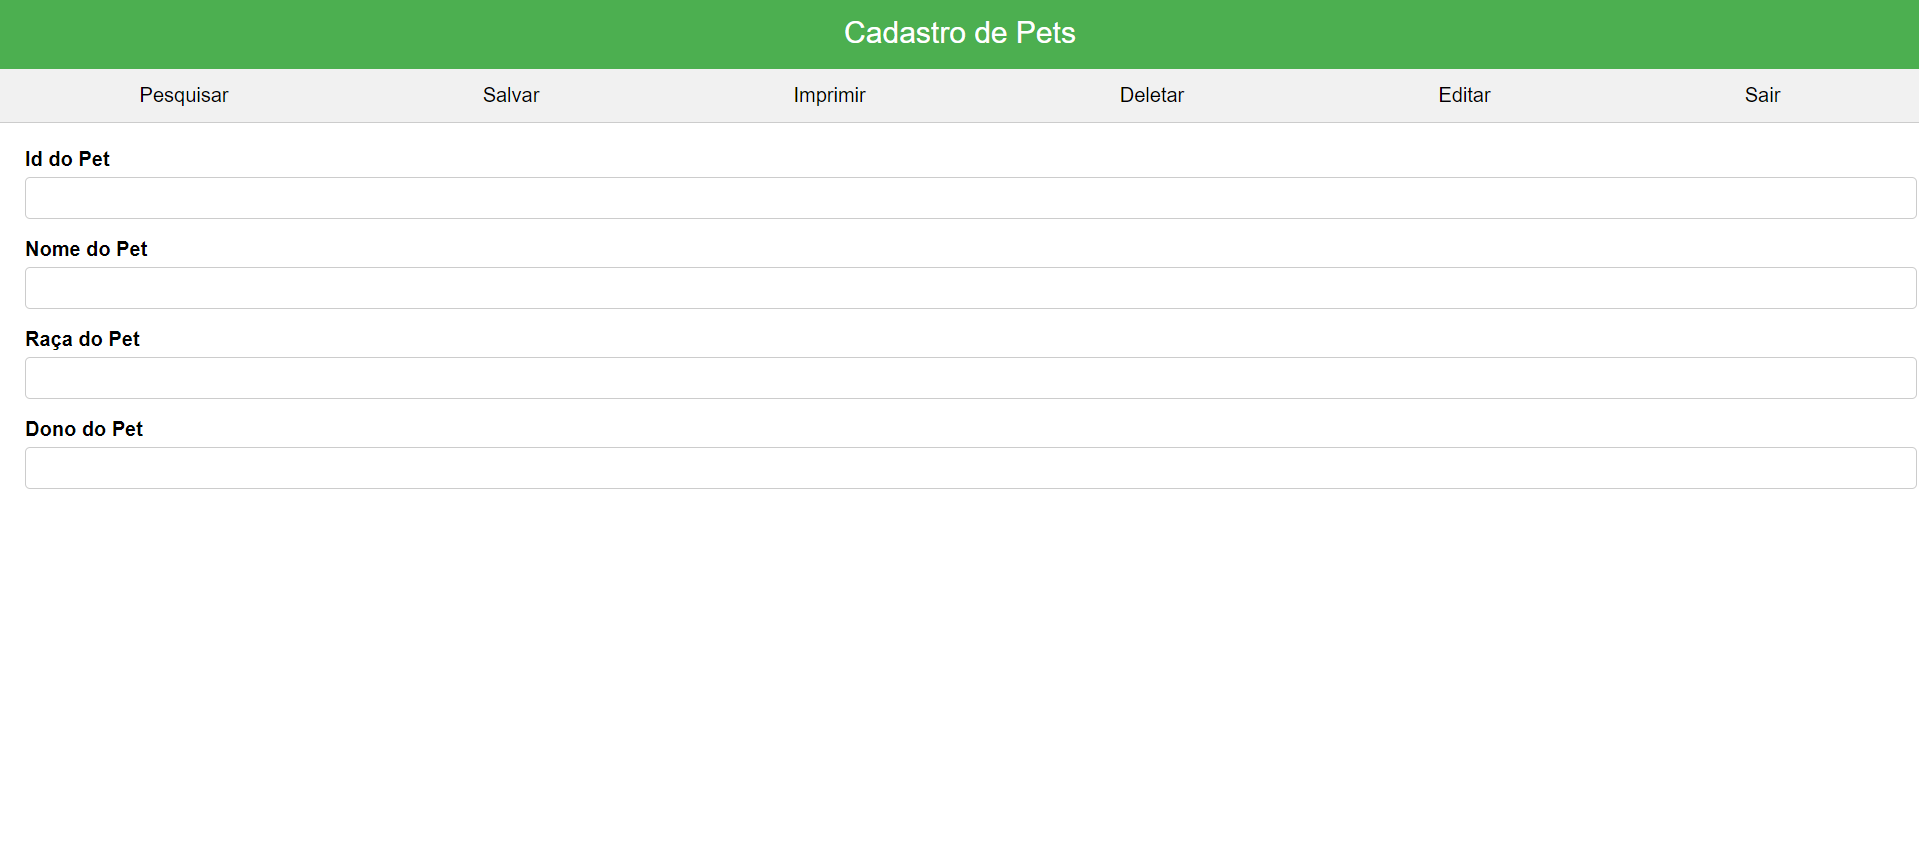 Cadastro de Pets
Pesquisar Salvar Imprimir Deletar Editar Sair
Id do Pet
Nome do Pet
Raça do Pet
Dono do Pet